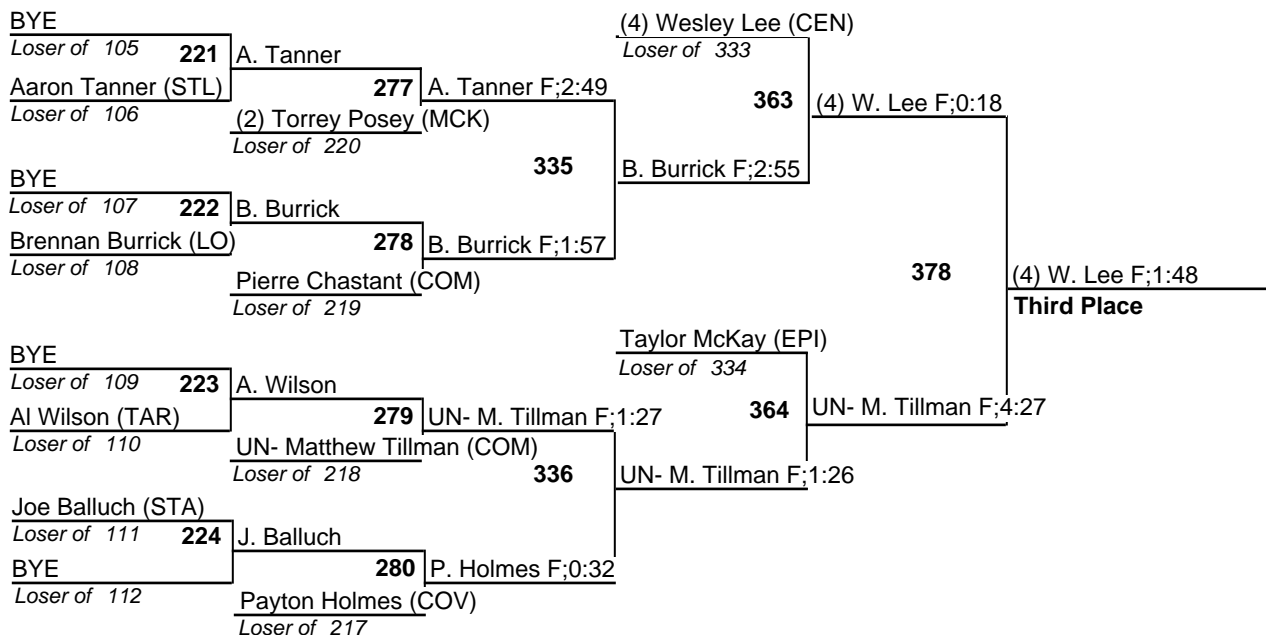 BYE
Loser of 105
221
A. Tanner
Aaron Tanner (STL)
Loser of 106
277
A. Tanner F;2:49
(2) Torrey Posey (MCK)
Loser of 220
335
BYE
Loser of 107
222
B. Burrick
Brennan Burrick (LO)
Loser of 108
278
B. Burrick F;1:57
Pierre Chastant (COM)
Loser of 219
(4) Wesley Lee (CEN)
Loser of 333
363
(4) W. Lee F;0:18
B. Burrick F;2:55
378
(4) W. Lee F;1:48
Third Place
BYE
Loser of 109
223
A. Wilson
Al Wilson (TAR)
Loser of 110
279
UN- M. Tillman F;1:27
UN- Matthew Tillman (COM)
Loser of 218
336
Joe Balluch (STA)
Loser of 111
224
J. Balluch
BYE
Loser of 112
280
P. Holmes F;0:32
Payton Holmes (COV)
Loser of 217
Taylor McKay (EPI)
Loser of 334
364
UN- M. Tillman F;4:27
UN- M. Tillman F;1:26